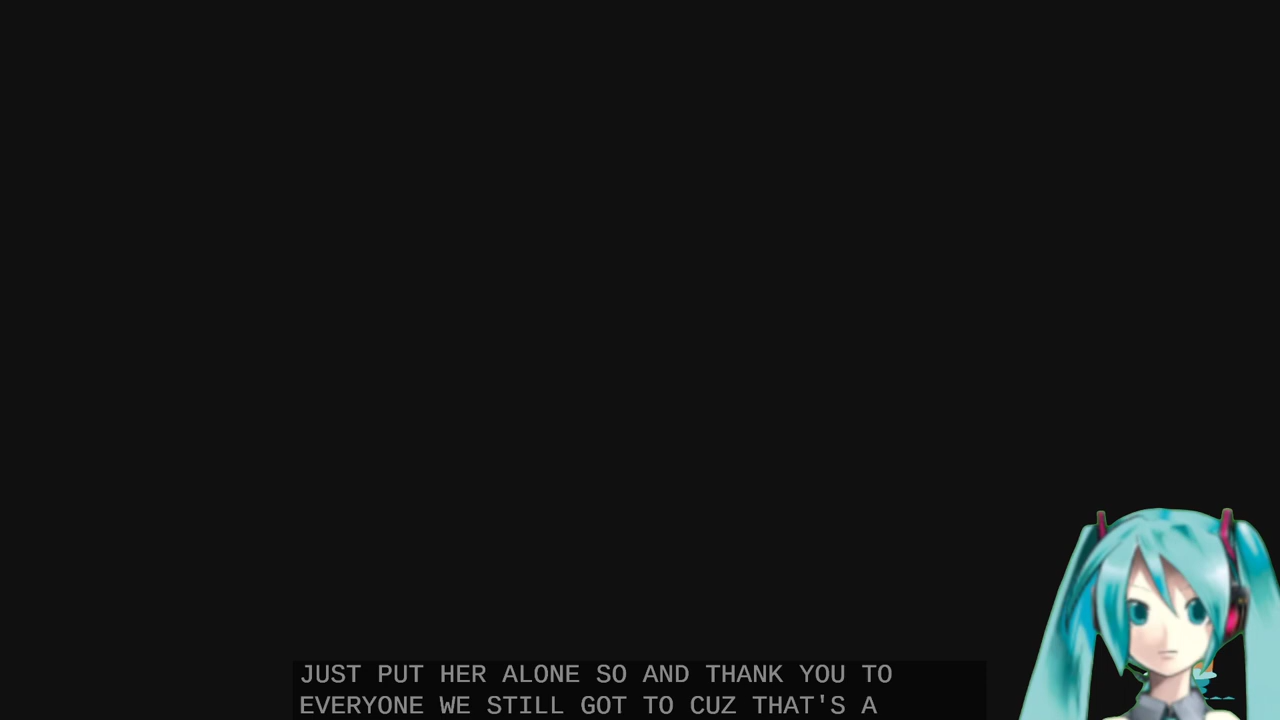 JUST PUT HER ALONE SO AND THANK YOU TO
EVERYONE WE STILL GOT TO CUZ THAT'S A